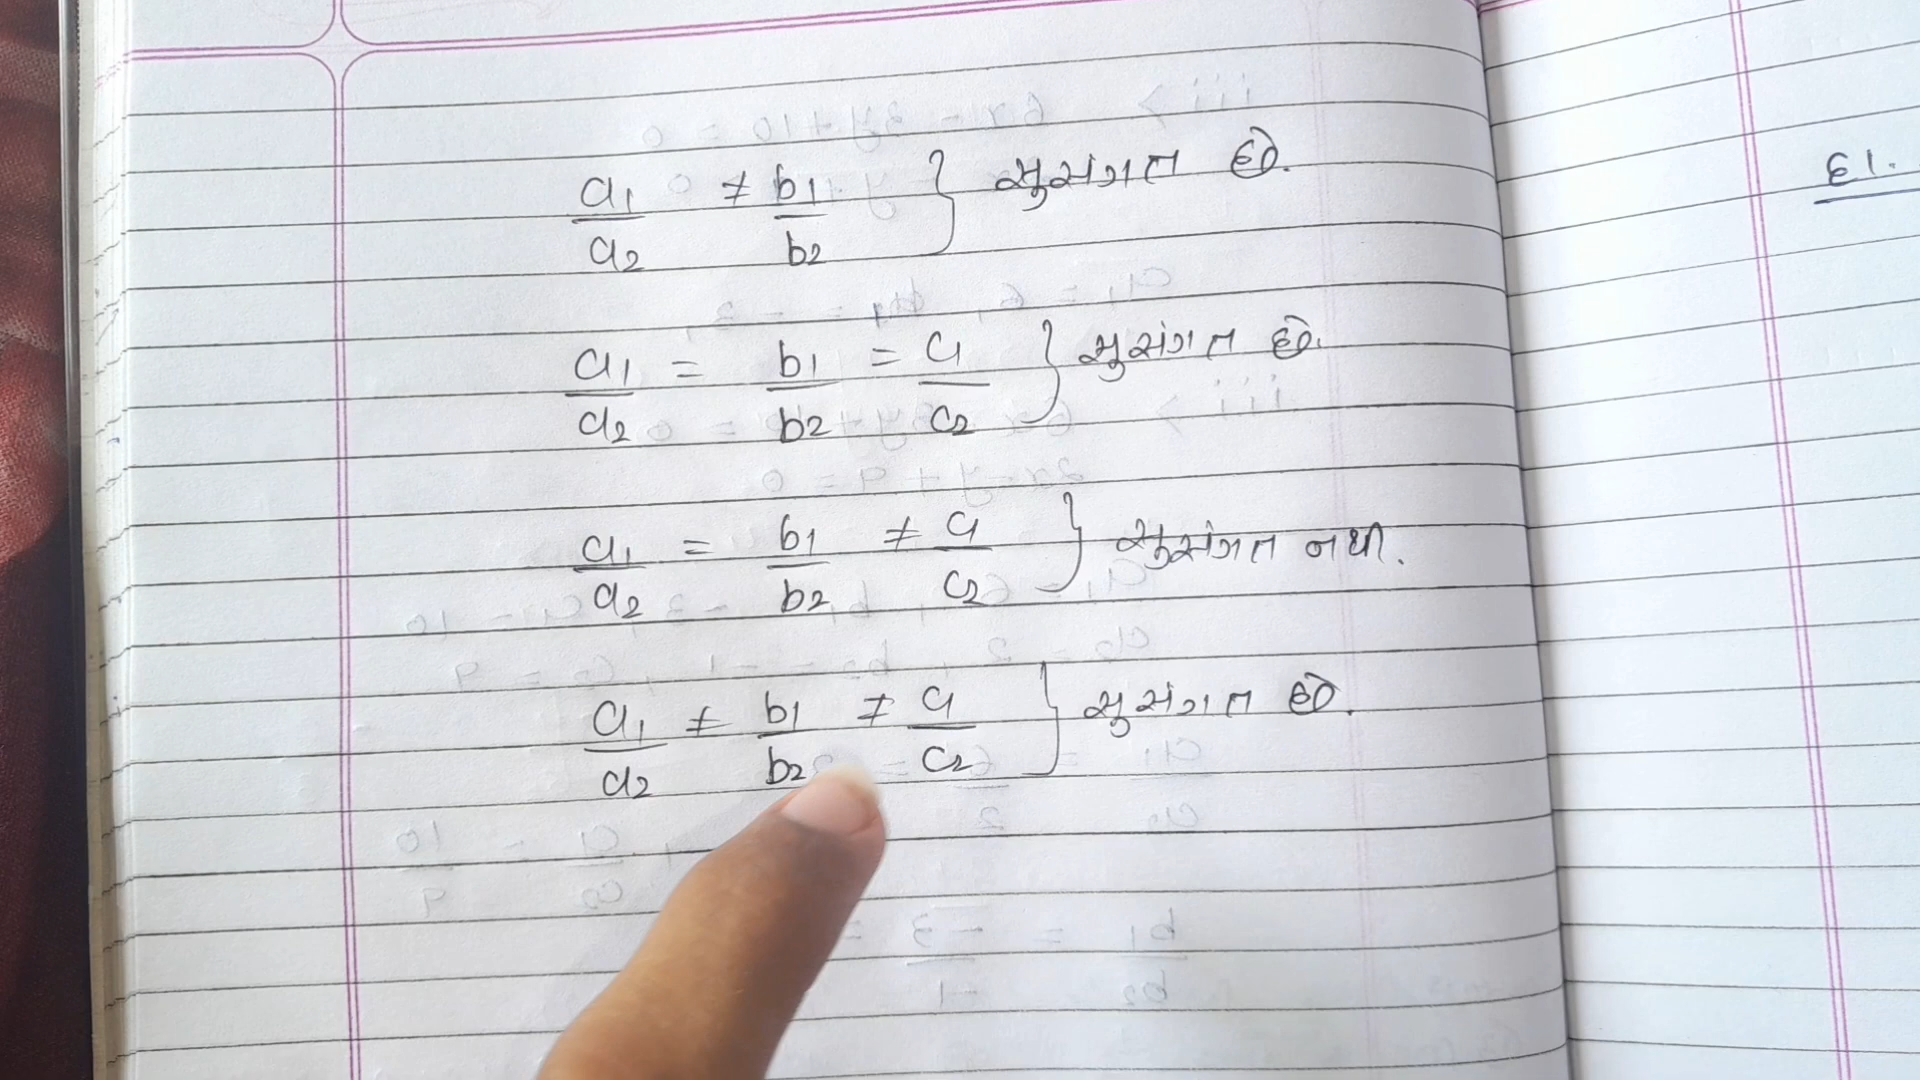 a1/a2 ≠ b1/b2 } સુસંગત છે.
a1/a2 = b1/b2 = c1/c2 } સુસંગત છે.
a1/a2 = b1/b2 ≠ c1/c2 } સુસંગત નથી.
a1/a2 ≠ b1/b2 ≠ c1/c2 } સુસંગત છે.